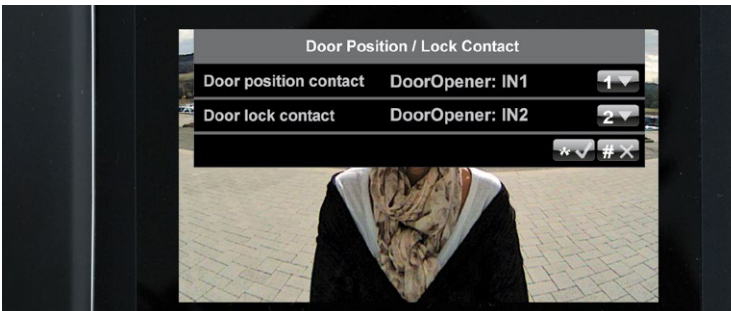 Door Position / Lock Contact
Door position contact DoorOpener: IN1 1
Door lock contact DoorOpener: IN2 2
* #